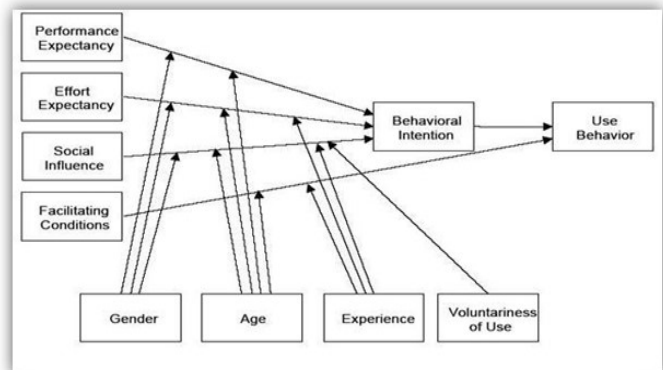 Performance
Expectancy
Effort
Expectancy
Behavioral
Intention
Use
Behavior
Social
Influence
Facilitating
Conditions
Gender
Age
Experience
Voluntariness
of Use